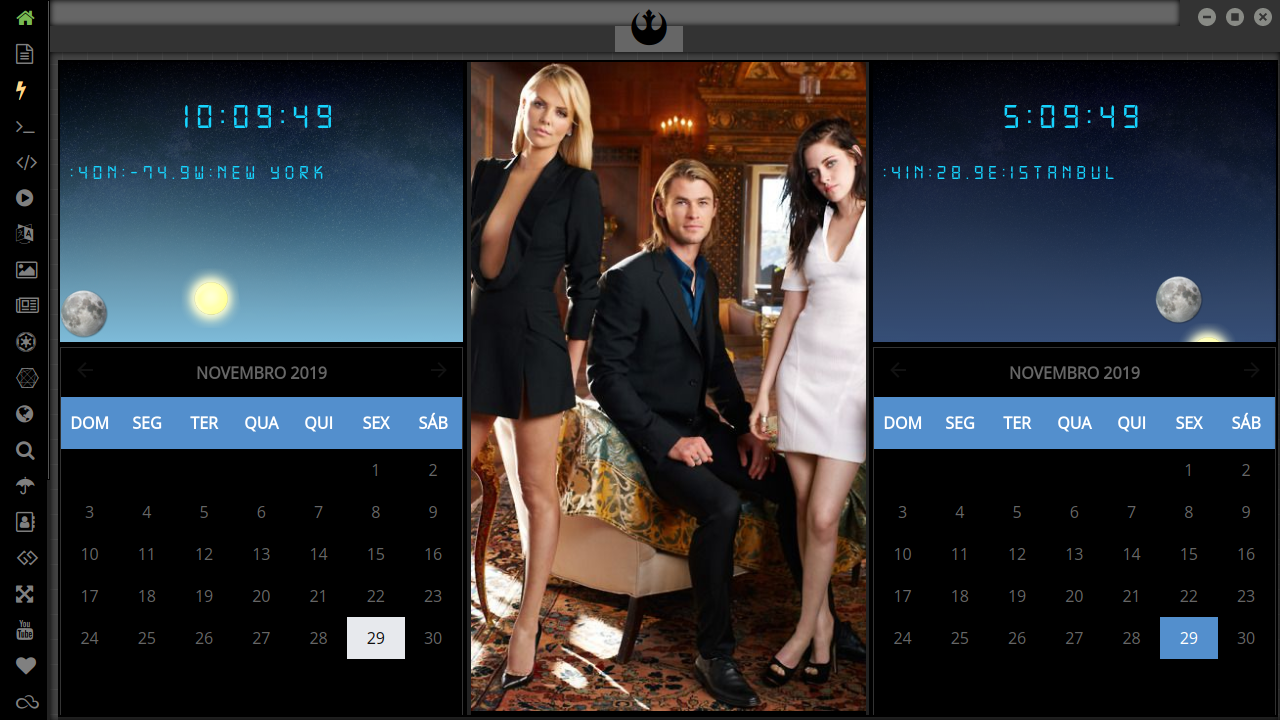 10:09:49
:40N:-74.9W:NEW YORK
NOVEMBRO 2019
DOM SEG TER QUA QUI SEX SÁB
1 2
3 4 5 6 7 8 9
10 11 12 13 14 15 16
17 18 19 20 21 22 23
24 25 26 27 28 29 30
5:09:49
:41N:28.9E:ISTANBUL
NOVEMBRO 2019
DOM SEG TER QUA QUI SEX SÁB
1 2
3 4 5 6 7 8 9
10 11 12 13 14 15 16
17 18 19 20 21 22 23
24 25 26 27 28 29 30
You
Tube